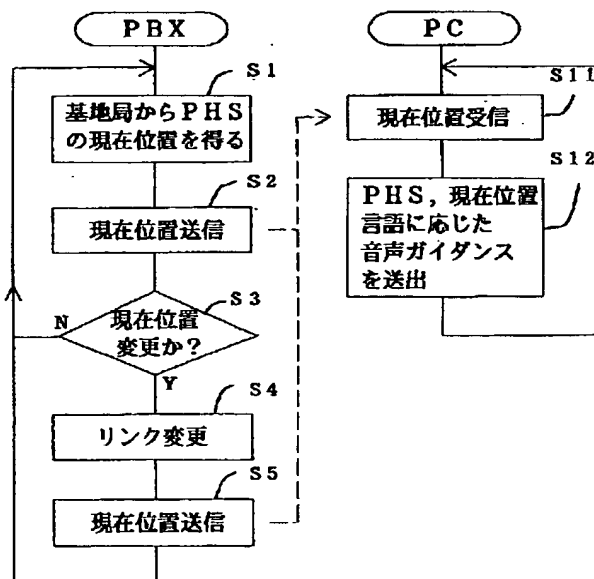 PBX
S1
基地局からPHS
の現在位置を得る
S2
現在位置送信
S3
現在位置
変更か?
N
Y
S4
リンク変更
S5
現在位置送信
PC
S11
現在位置受信
S12
PHS,現在位置
言語に応じた
音声ガイダンス
を送出